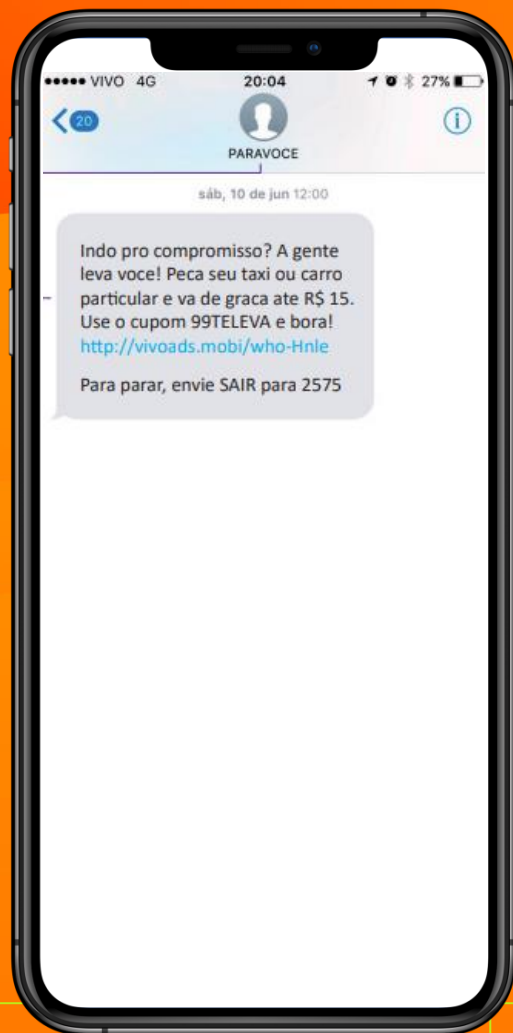 VIVO 4G 20:04 27%
20
PARAVOCE
sáb, 10 de jun 12:00
Indo pro compromisso? A gente
leva voce! Peca seu taxi ou carro
particular e va de graca ate R$ 15.
Use o cupom 99TELEVA e bora!
http://vivoads.mobi/who-Hnle
Para parar, envie SAIR para 2575